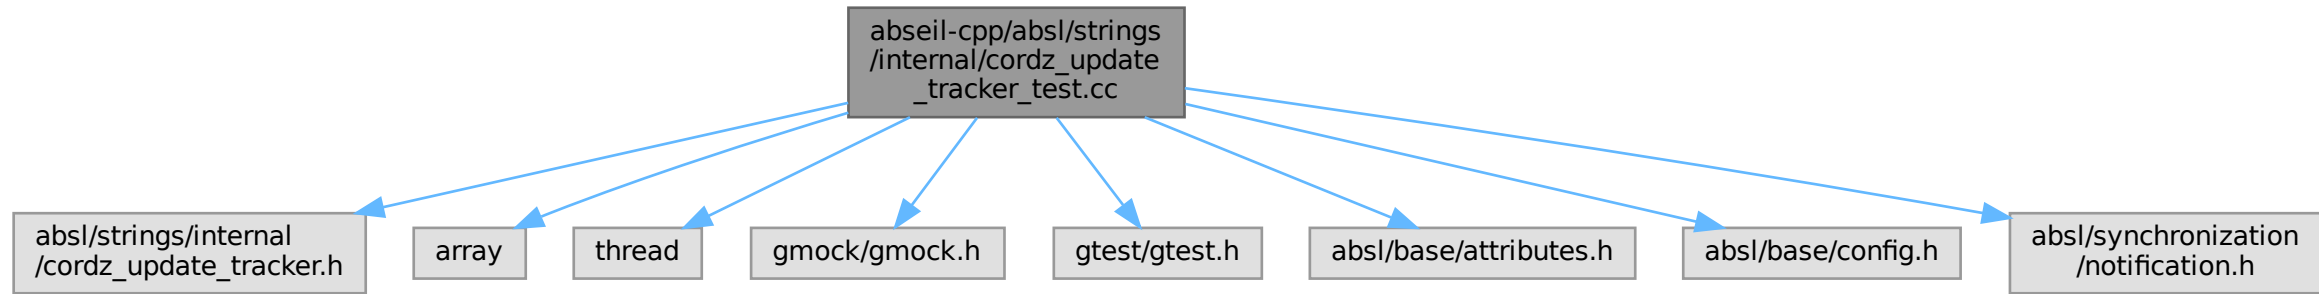 abseil-cpp/absl/strings
/internal/cordz_update
_tracker_test.cc
absl/strings/internal
/cordz_update_tracker.h
array
thread
gmock/gmock.h
gtest/gtest.h
absl/base/attributes.h
absl/base/config.h
absl/synchronization
/notification.h